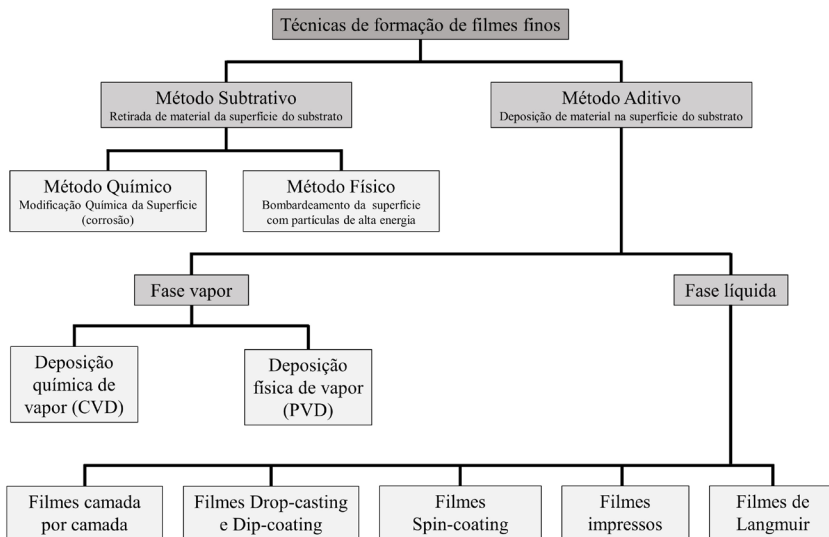 Técnicas de formação de filmes finos
Método Subtrativo
Retirada de material da superfície do substrato
Método Aditivo
Deposição de material na superfície do substrato
Método Químico
Modificação Química da Superfície
(corrosão)
Método Físico
Bombardeamento da superfície
com partículas de alta energia
Fase vapor
Fase líquida
Deposição
química de
vapor (CVD)
Deposição
física de vapor
(PVD)
Filmes camada
por camada
Filmes Drop-casting
e Dip-coating
Filmes
Spin-coating
Filmes
impressos
Filmes de
Langmuir